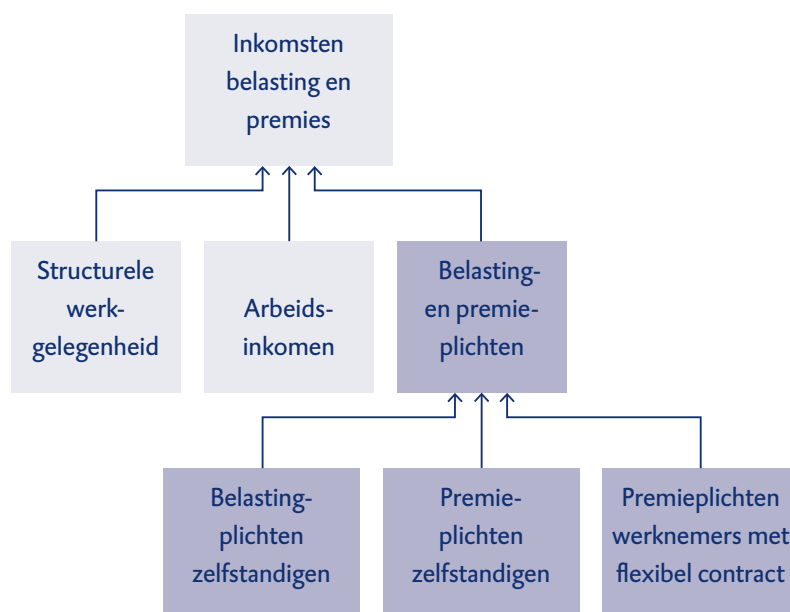 Inkomsten
belasting en
premies
Structurele
werk-
gelegenheid
Arbeids-
inkomen
Belasting-
en premie-
plichten
Belasting-
plichten
zelfstandigen
Premie-
plichten
zelfstandigen
Premieplichten
werknemers met
flexibel contract